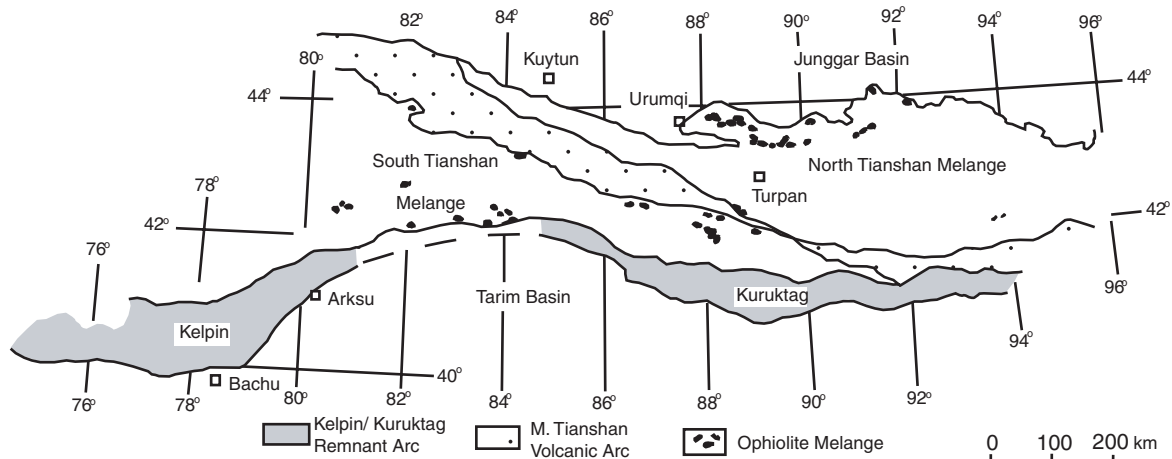 82° 84° 86° 88° 90° 92° 94° 96°
80° Kuytun Junggar Basin
44° Urumqi 44°
South Tianshan North Tianshan Melange
78° Turpan
Melange
42° 42°
76° 96°
Arksu Tarim Basin Kuruktag
Kelpin 94°
Bachu 40°
76° 78° 80° 82° 84° 86° 88° 90° 92°
Kelpin/ Kuruktag
Remnant Arc
M. Tianshan
Volcanic Arc
Ophiolite Melange
0 100 200 km